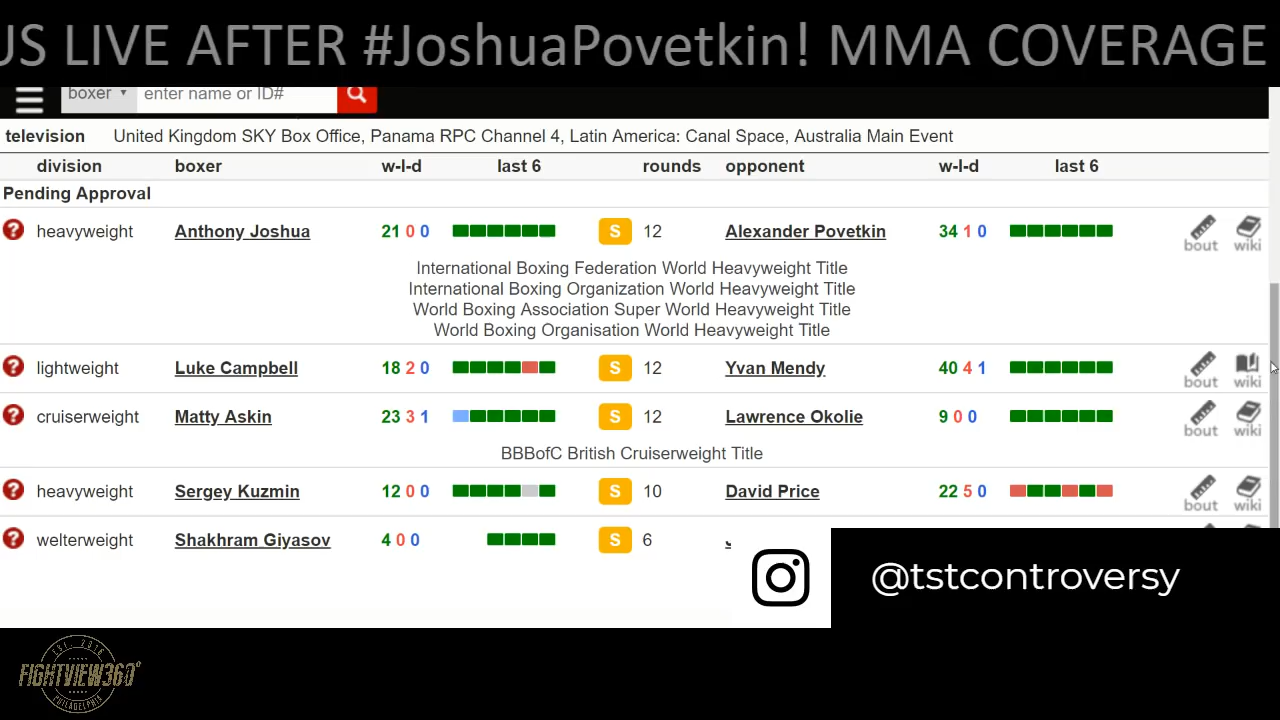 US LIVE AFTER #JoshuaPovetkin! MMA COVERAGE
boxer enter name or ID#
television United Kingdom SKY Box Office, Panama RPC Channel 4, Latin America: Canal Space, Australia Main Event
division boxer w-l-d last 6 rounds opponent w-l-d last 6
Pending Approval
heavyweight Anthony Joshua 21 0 0 S 12 Alexander Povetkin 34 1 0 bout wiki
International Boxing Federation World Heavyweight Title
International Boxing Organization World Heavyweight Title
World Boxing Association Super World Heavyweight Title
World Boxing Organisation World Heavyweight Title
lightweight Luke Campbell 18 2 0 S 12 Yvan Mendy 40 4 1 bout wiki
cruiserweight Matty Askin 23 3 1 S 12 Lawrence Okolie 9 0 0 bout wiki
BBBofC British Cruiserweight Title
heavyweight Sergey Kuzmin 12 0 0 S 10 David Price 22 5 0 bout wiki
welterweight Shakhram Giyasov 4 0 0 S 6
@tstcontroversy
EST. 2016
FIGHTVIEW360°
PHILADELPHIA